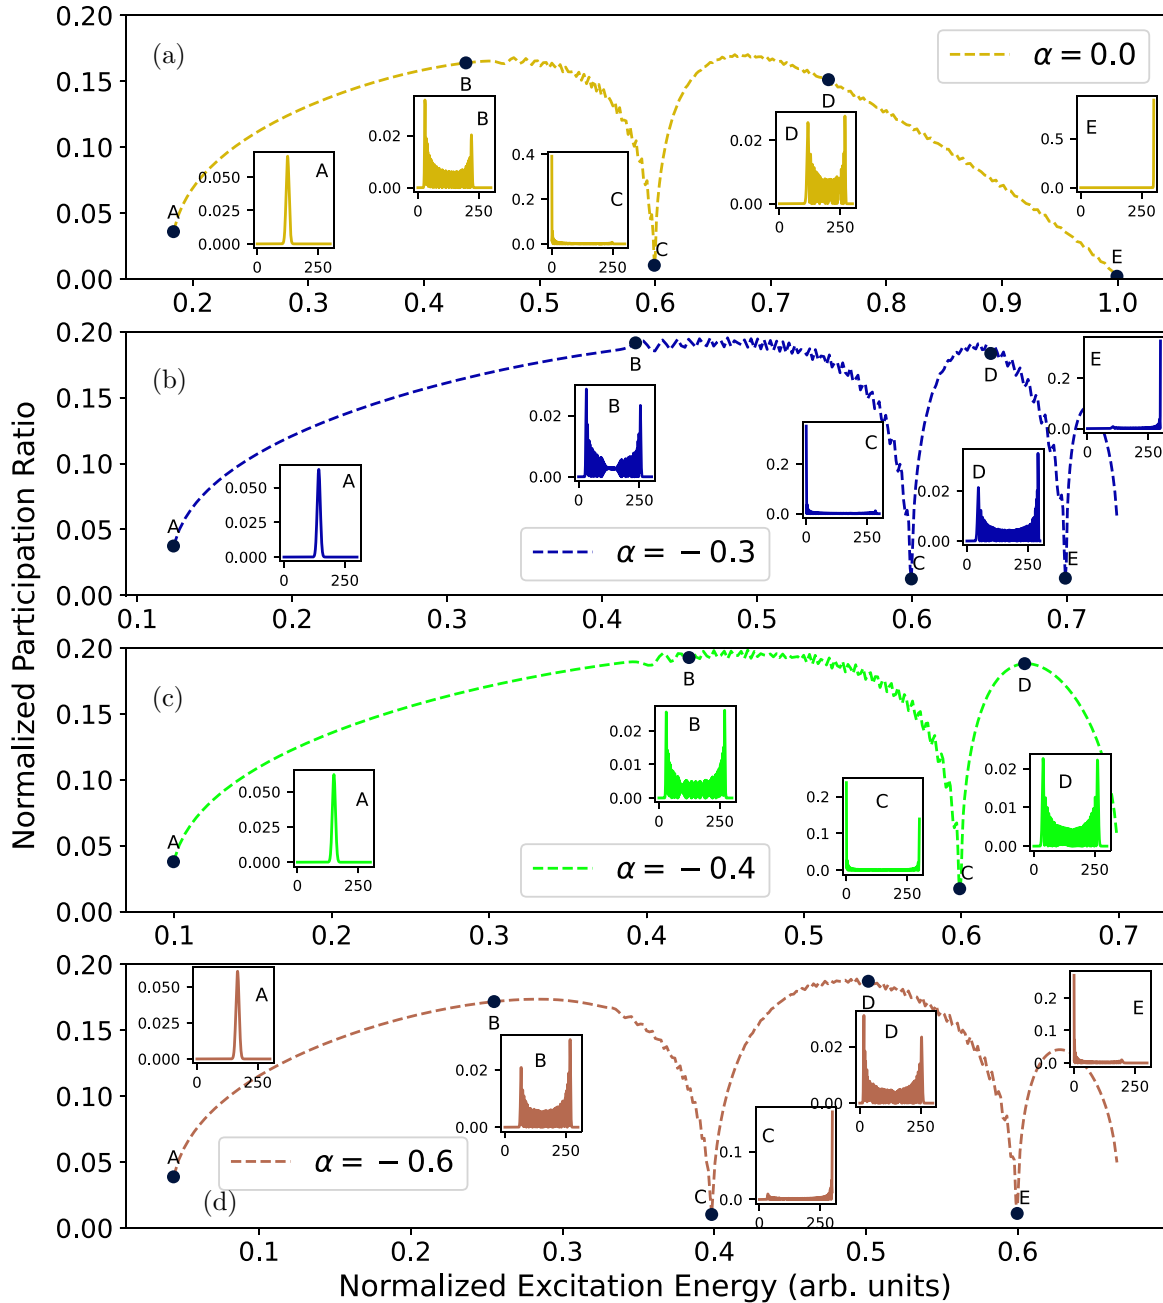 Normalized Participation Ratio
0.20
0.15
0.10
0.05
0.00
(a)
α = 0.0
A
B
C
D
E
0.050
0.025
0.000
A
0 250
0.02
0.00
B
0 250
0.4
0.2
0.0
C
0 250
0.02
0.00
D
0 250
0.5
0.0
E
0 250
0.2 0.3 0.4 0.5 0.6 0.7 0.8 0.9 1.0
0.20
0.15
0.10
0.05
0.00
(b)
α = −0.3
A
B
C
D
E
0.050
0.025
0.000
A
0 250
0.02
0.00
B
0 250
0.2
0.0
C
0 250
0.02
0.00
D
0 250
0.2
0.0
E
0 250
0.1 0.2 0.3 0.4 0.5 0.6 0.7
0.20
0.15
0.10
0.05
0.00
(c)
α = −0.4
A
B
C
D
0.050
0.025
0.000
A
0 250
0.02
0.01
0.00
B
0 250
0.2
0.1
0.0
C
0 250
0.02
0.01
0.00
D
0 250
0.1 0.2 0.3 0.4 0.5 0.6 0.7
0.20
0.15
0.10
0.05
0.00
(d)
α = −0.6
A
B
C
D
E
0.050
0.025
0.000
A
0 250
0.02
0.00
B
0 250
0.1
0.0
C
0 250
0.02
0.00
D
0 250
0.2
0.1
0.0
E
0 250
0.1 0.2 0.3 0.4 0.5 0.6
Normalized Excitation Energy (arb. units)